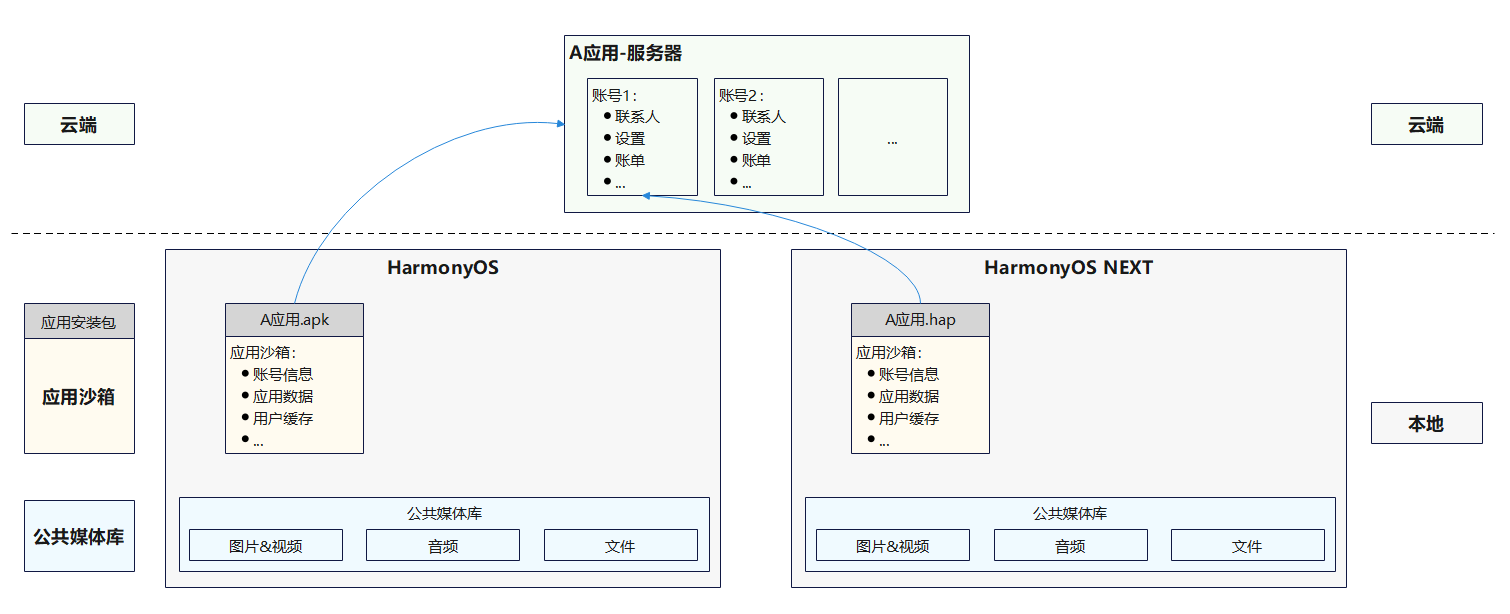 A应用-服务器
账号1：
• 联系人
• 设置
• 账单
• ...
账号2：
• 联系人
• 设置
• 账单
• ...
...
云端
云端
HarmonyOS
HarmonyOS NEXT
应用安装包
应用沙箱
A应用.apk
应用沙箱：
• 账号信息
• 应用数据
• 用户缓存
• ...
A应用.hap
应用沙箱：
• 账号信息
• 应用数据
• 用户缓存
• ...
本地
公共媒体库
公共媒体库
图片&视频
音频
文件
公共媒体库
图片&视频
音频
文件